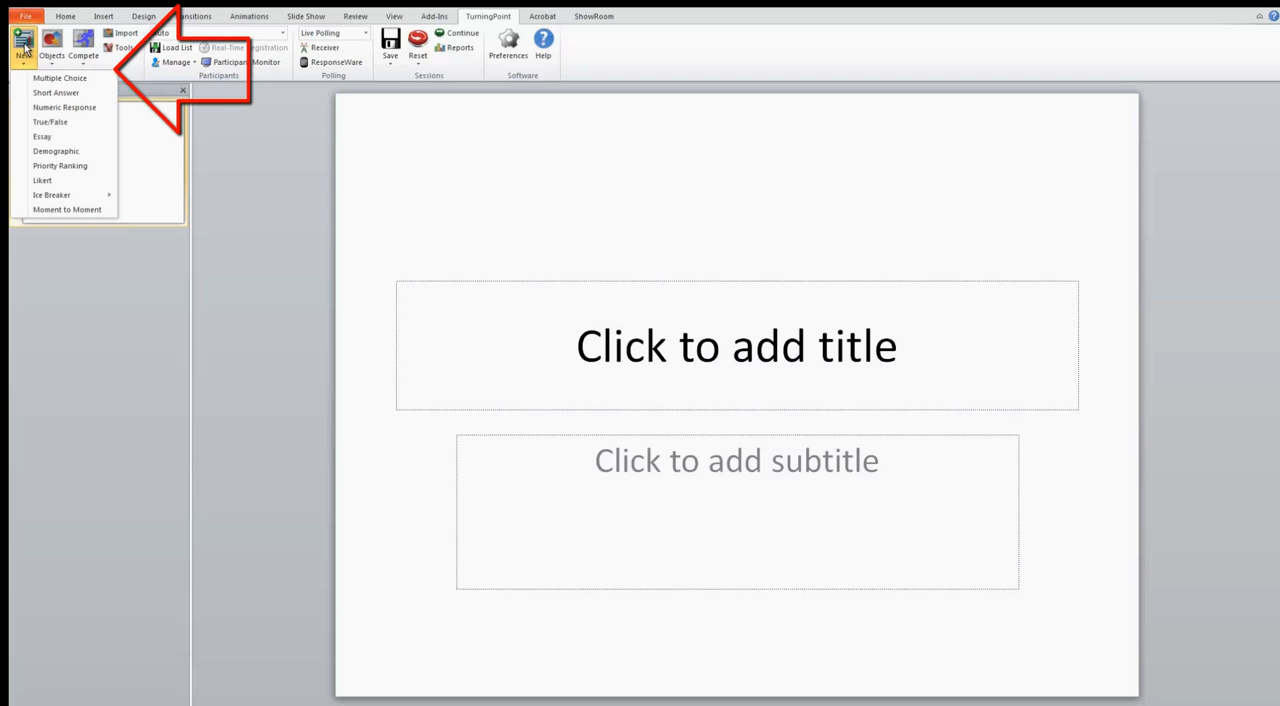 File Home Insert Design Transitions Animations Slide Show Review View Add-Ins TurningPoint Acrobat ShowRoom
Import Live Polling Continue
Tools Load List Real-Time Registration Receiver Reports
New Objects Compete Manage Participant Monitor ResponseWare Save Reset Preferences Help
Participants Polling Sessions Software
Multiple Choice
Short Answer
Numeric Response
True/False
Essay
Demographic
Priority Ranking
Likert
Ice Breaker
Moment to Moment
Click to add title
Click to add subtitle